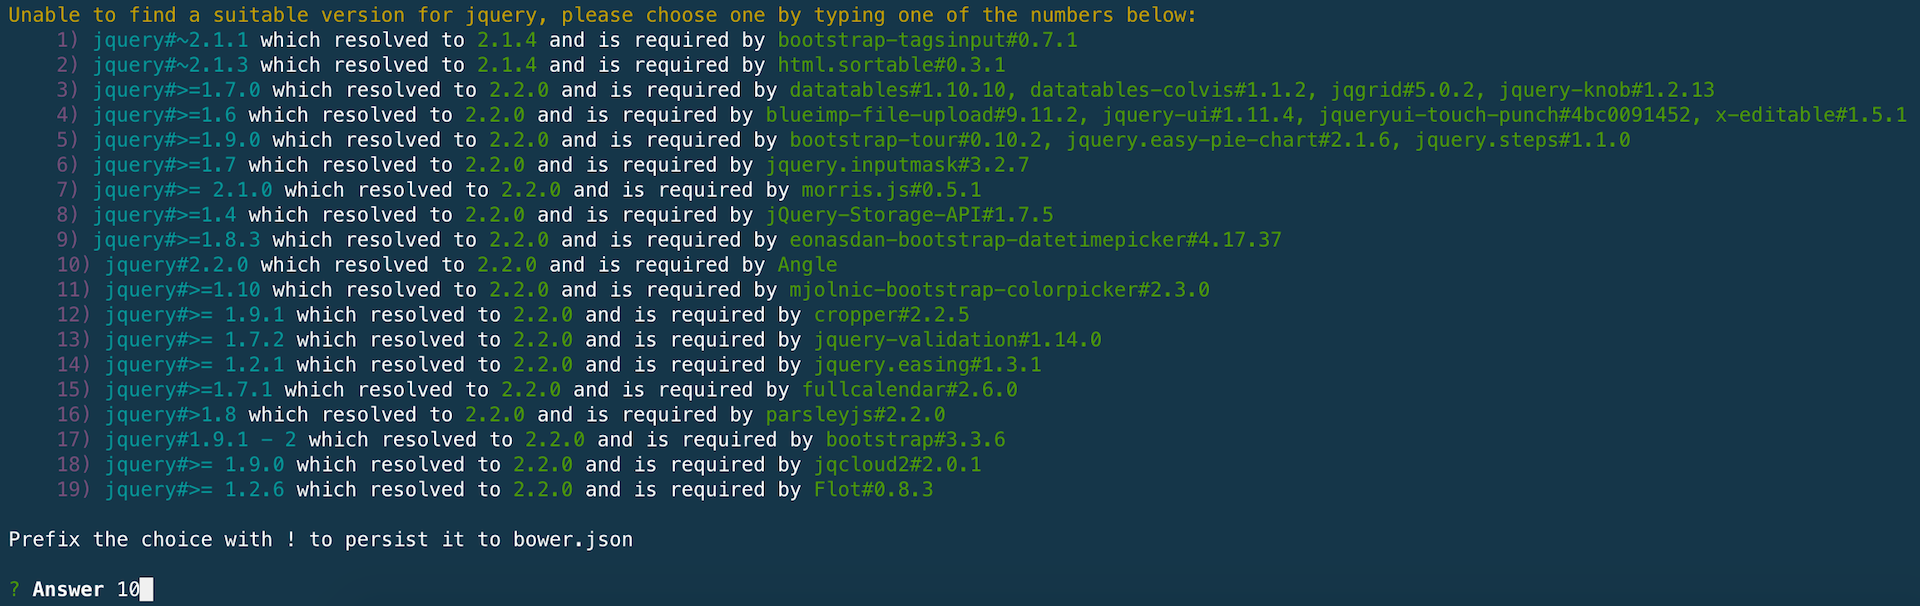 Unable to find a suitable version for jquery, please choose one by typing one of the numbers below:
1) jquery#~2.1.1 which resolved to 2.1.4 and is required by bootstrap-tagsinput#0.7.1
2) jquery#~2.1.3 which resolved to 2.1.4 and is required by html.sortable#0.3.1
3) jquery#>=1.7.0 which resolved to 2.2.0 and is required by datatables#1.10.10, datatables-colvis#1.1.2, jqgrid#5.0.2, jquery-knob#1.2.13
4) jquery#>=1.6 which resolved to 2.2.0 and is required by blueimp-file-upload#9.11.2, jquery-ui#1.11.4, jqueryui-touch-punch#4bc0091452, x-editable#1.5.1
5) jquery#>=1.9.0 which resolved to 2.2.0 and is required by bootstrap-tour#0.10.2, jquery.easy-pie-chart#2.1.6, jquery.steps#1.1.0
6) jquery#>=1.7 which resolved to 2.2.0 and is required by jquery.inputmask#3.2.7
7) jquery#>= 2.1.0 which resolved to 2.2.0 and is required by morris.js#0.5.1
8) jquery#>=1.4 which resolved to 2.2.0 and is required by jQuery-Storage-API#1.7.5
9) jquery#>=1.8.3 which resolved to 2.2.0 and is required by eonasdan-bootstrap-datetimepicker#4.17.37
10) jquery#2.2.0 which resolved to 2.2.0 and is required by Angle
11) jquery#>=1.10 which resolved to 2.2.0 and is required by mjolnic-bootstrap-colorpicker#2.3.0
12) jquery#>= 1.9.1 which resolved to 2.2.0 and is required by cropper#2.2.5
13) jquery#>= 1.7.2 which resolved to 2.2.0 and is required by jquery-validation#1.14.0
14) jquery#>= 1.2.1 which resolved to 2.2.0 and is required by jquery.easing#1.3.1
15) jquery#>=1.7.1 which resolved to 2.2.0 and is required by fullcalendar#2.6.0
16) jquery#>1.8 which resolved to 2.2.0 and is required by parsleyjs#2.2.0
17) jquery#1.9.1 - 2 which resolved to 2.2.0 and is required by bootstrap#3.3.6
18) jquery#>= 1.9.0 which resolved to 2.2.0 and is required by jqcloud2#2.0.1
19) jquery#>= 1.2.6 which resolved to 2.2.0 and is required by Flot#0.8.3
Prefix the choice with ! to persist it to bower.json
? Answer 10